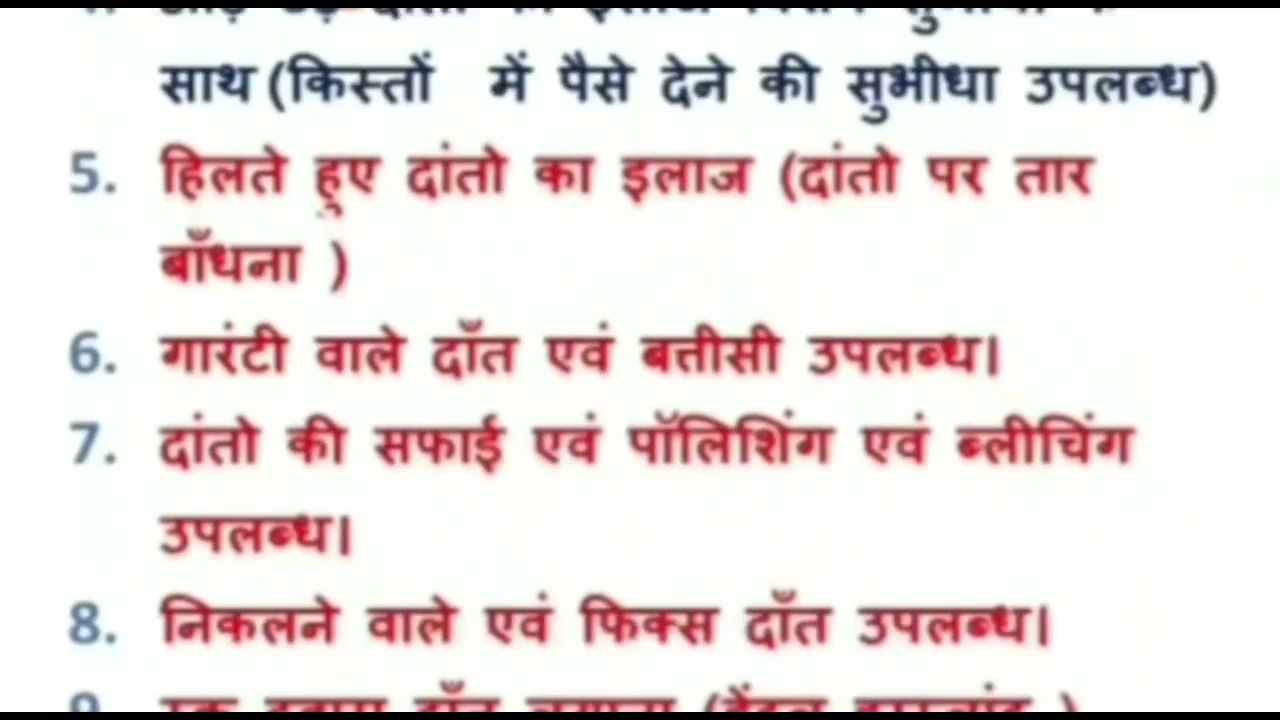 साथ (किस्तों में पैसे देने की सुभीधा उपलब्ध)
5. हिलते हुए दांतो का इलाज (दांतो पर तार
बाँधना )
6. गारंटी वाले दाँत एवं बत्तीसी उपलब्ध।
7. दांतो की सफाई एवं पॉलिशिंग एवं ब्लीचिंग
उपलब्ध।
8. निकलने वाले एवं फिक्स दाँत उपलब्ध।